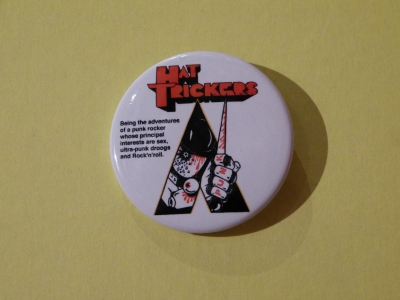 HAT
TRICKERS
Being the adventures
of a punk rocker
whose principal
interests are sex,
ultra-punk droogs
and Rock'n'roll.
PUNK